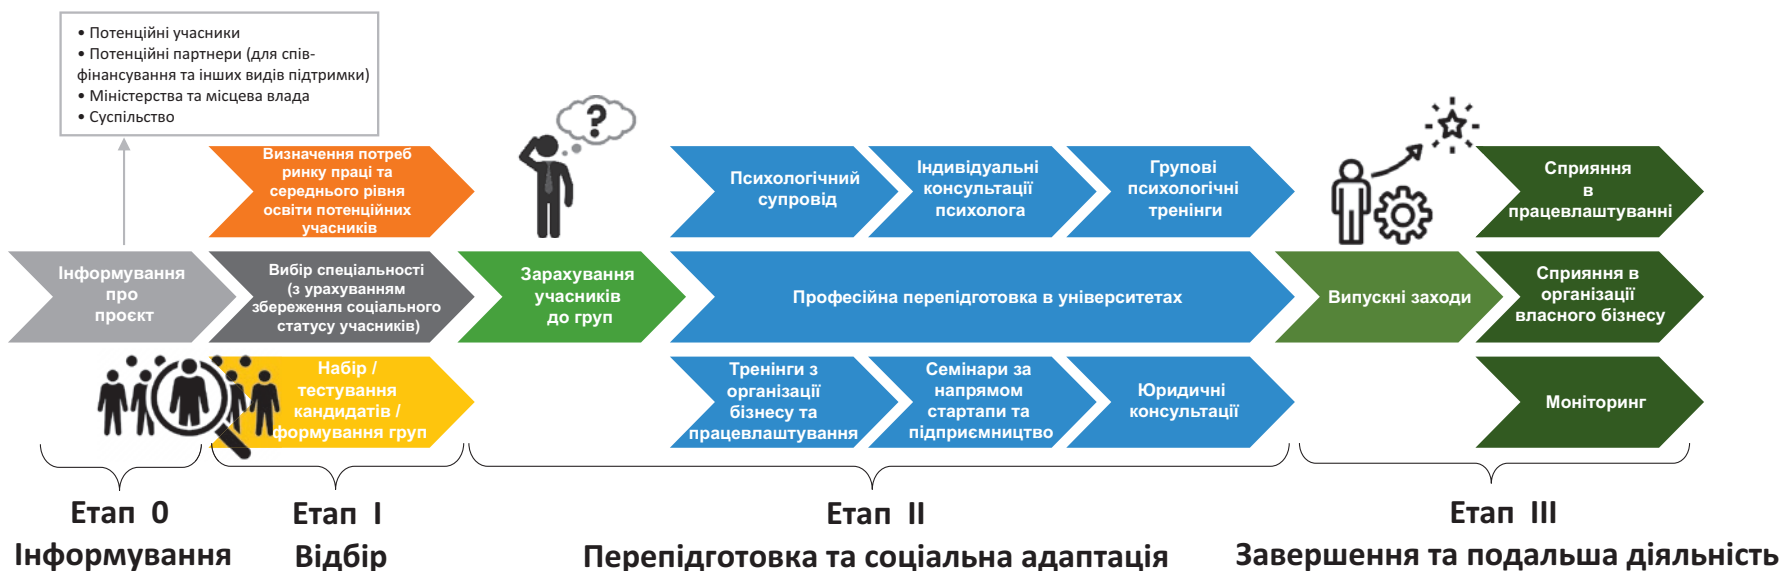 • Потенційні учасники
• Потенційні партнери (для спів-
фінансування та інших видів підтримки)
• Міністерства та місцева влада
• Суспільство
Інформування
про
проєкт
Визначення потреб
ринку праці та
середнього рівня
освіти потенційних
учасників
Вибір спеціальності
(з урахуванням
збереження соціального
статусу учасників)
Набір /
тестування
кандидатів /
формування груп
Зарахування
учасників
до груп
?
Психологічний
супровід
Індивідуальні
консультації
психолога
Групові
психологічні
тренінги
Професійна перепідготовка в університетах
Тренінги з
організації
бізнесу та
працевлаштування
Семінари за
напрямом
стартапи та
підприємництво
Юридичні
консультації
Випускні заходи
Сприяння
в
працевлаштуванні
Сприяння в
організації
власного бізнесу
Моніторинг
Етап 0
Інформування
Етап I
Відбір
Етап II
Перепідготовка та соціальна адаптація
Етап III
Завершення та подальша діяльність